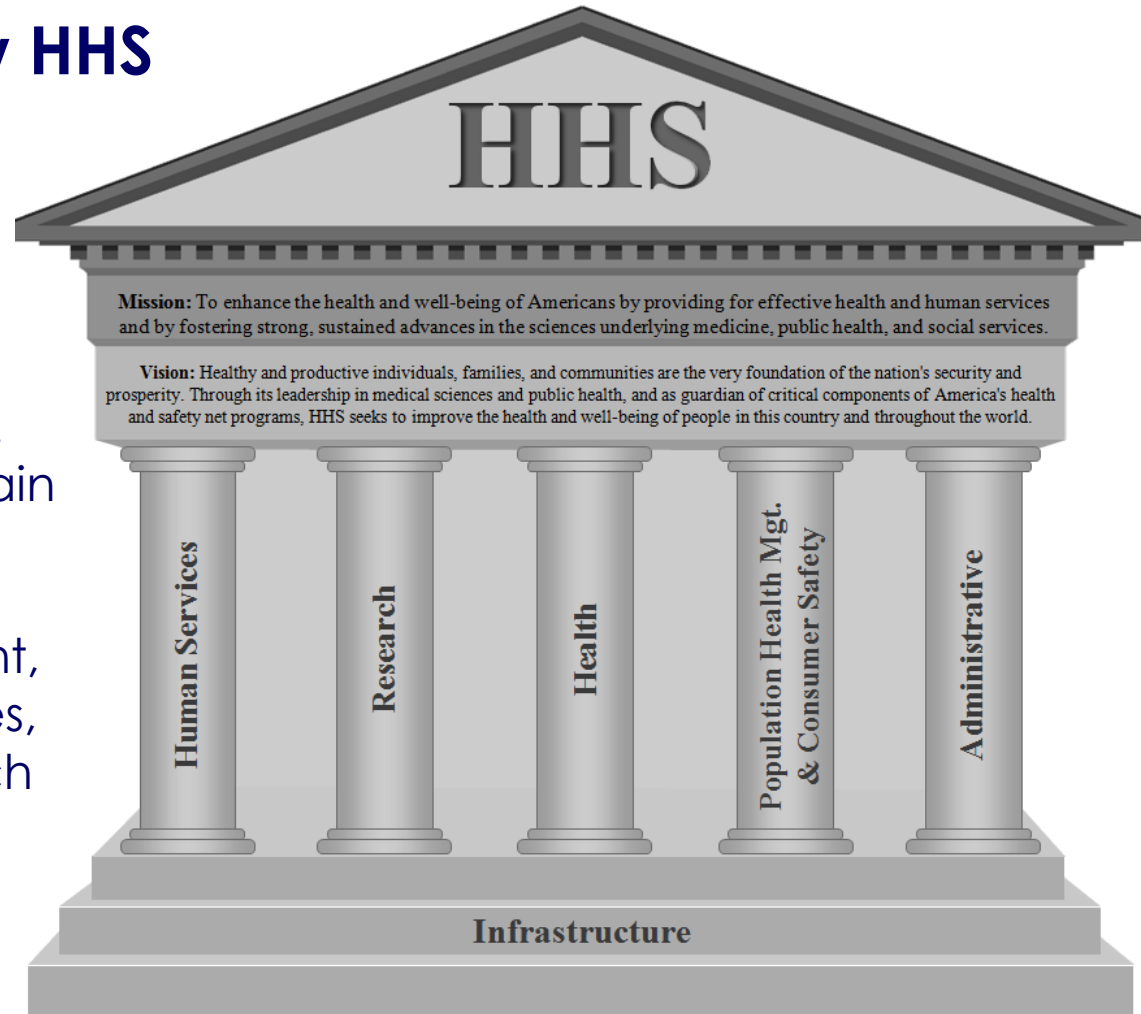 HHS
HHS
Mission: To enhance the health and well-being of Americans by providing for effective health and human services
and by fostering strong, sustained advances in the sciences underlying medicine, public health, and social services.
Vision: Healthy and productive individuals, families, and communities are the very foundation of the nation's security and
prosperity. Through its leadership in medical sciences and public health, and as guardian of critical components of America's health
and safety net programs, HHS seeks to improve the health and well-being of people in this country and throughout the world.
Human Services
Research
Health
Population Health Mgt.
& Consumer Safety
Administrative
Infrastructure